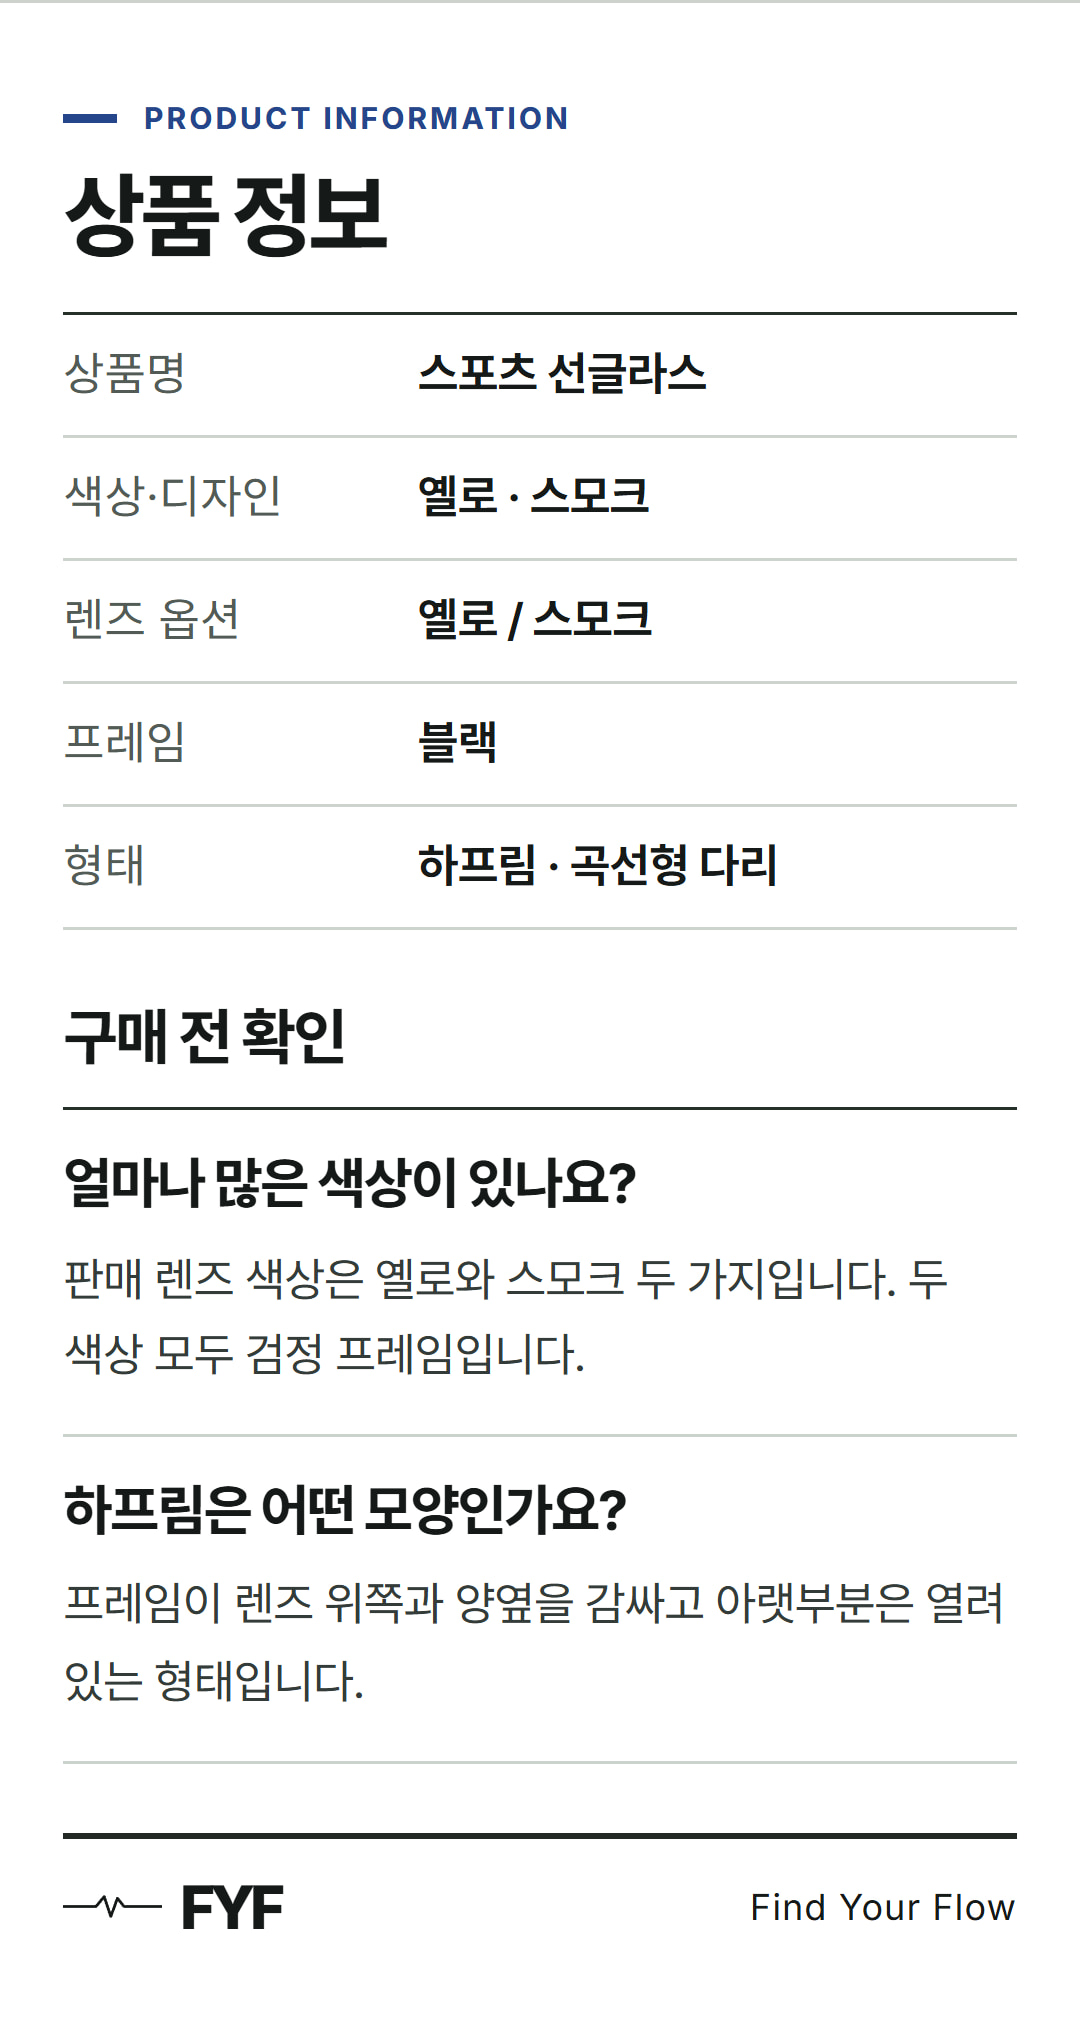 PRODUCT INFORMATION
상품 정보
상품명 스포츠 선글라스
색상·디자인 옐로 · 스모크
렌즈 옵션 옐로 / 스모크
프레임 블랙
형태 하프림 · 곡선형 다리
구매 전 확인
얼마나 많은 색상이 있나요?
판매 렌즈 색상은 옐로와 스모크 두 가지입니다. 두
색상 모두 검정 프레임입니다.
하프림은 어떤 모양인가요?
프레임이 렌즈 위쪽과 양옆을 감싸고 아랫부분은 열려
있는 형태입니다.
FYF Find Your Flow